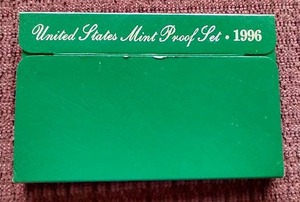 United States Mint Proof Set • 1996